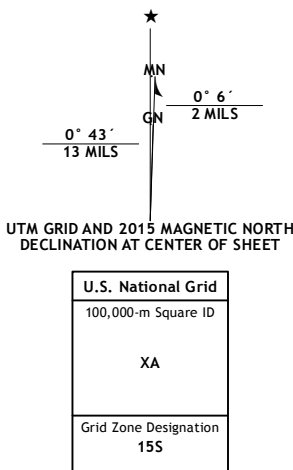 ★
MN
0° 6´
2 MILS
GN
0° 43´
13 MILS
UTM GRID AND 2015 MAGNETIC NORTH
DECLINATION AT CENTER OF SHEET
U.S. National Grid
100,000-m Square ID
XA
Grid Zone Designation
15S